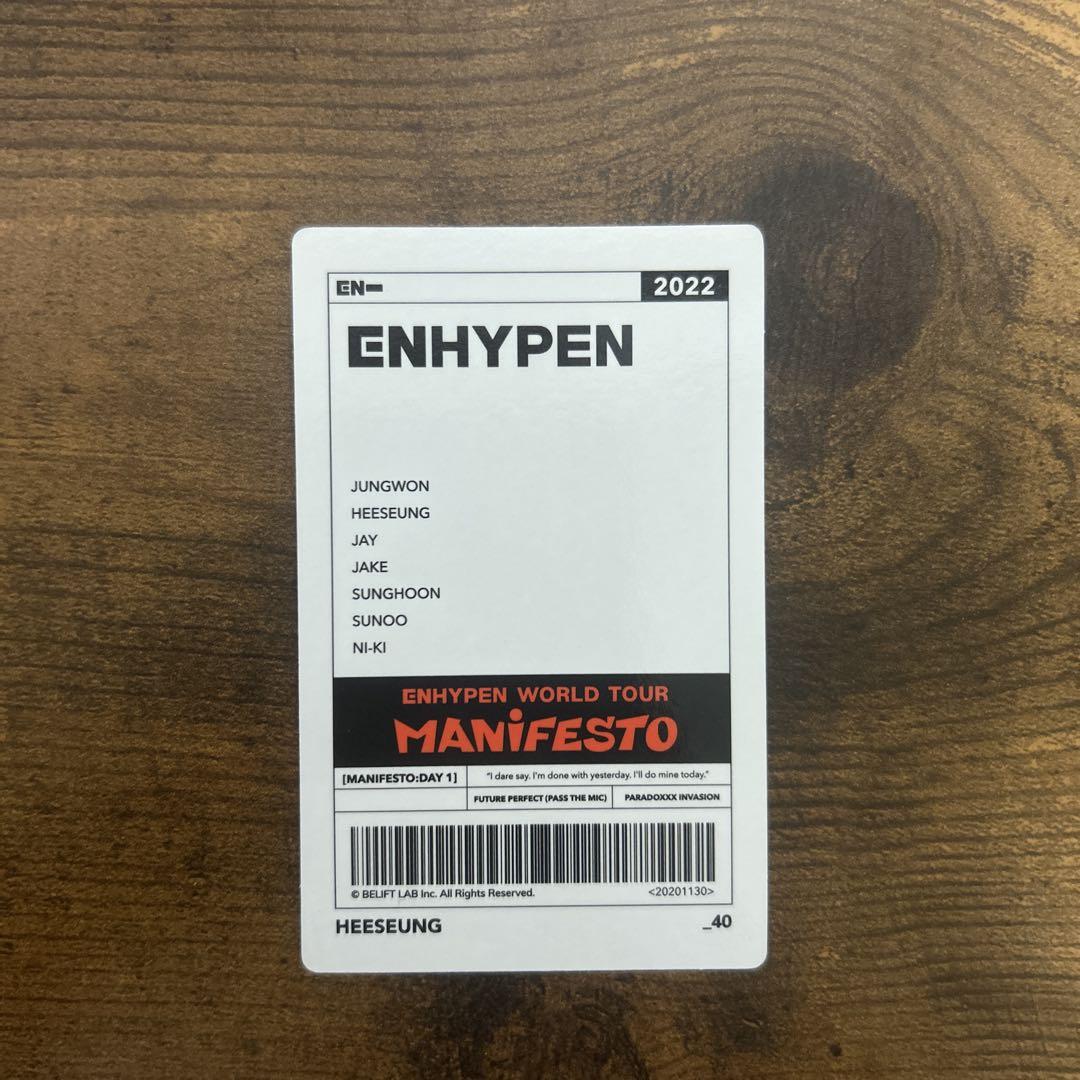 EN-
2022
ENHYPEN
JUNGWON
HEESEUNG
JAY
JAKE
SUNGHOON
SUNOO
NI-KI
ENHYPEN WORLD TOUR
MANiFESTO
[MANIFESTO:DAY 1]
"I dare say. I'm done with yesterday. I'll do mine today."
FUTURE PERFECT (PASS THE MIC)
PARADOXXX INVASION
© BELIFT LAB Inc. All Rights Reserved.
<20201130>
HEESEUNG
_40